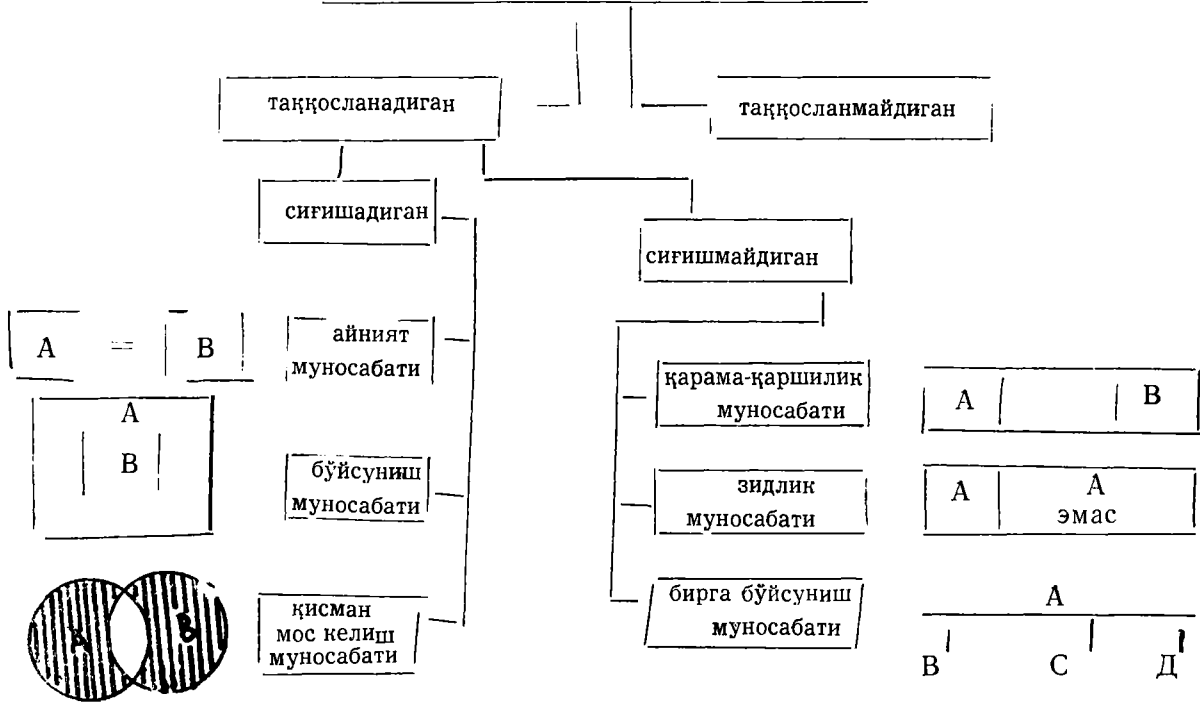 таққосланадиган
таққосланмайдиган
сиғишадиган
сиғишмайдиган
А = В
айният
муносабати
қарама-қаршилик
муносабати
А В
А
В
бўйсуниш
муносабати
зидлик
муносабати
А А
эмас
қисман
мос келиш
муносабати
А В
бирга бўйсуниш
муносабати
А
В С Д